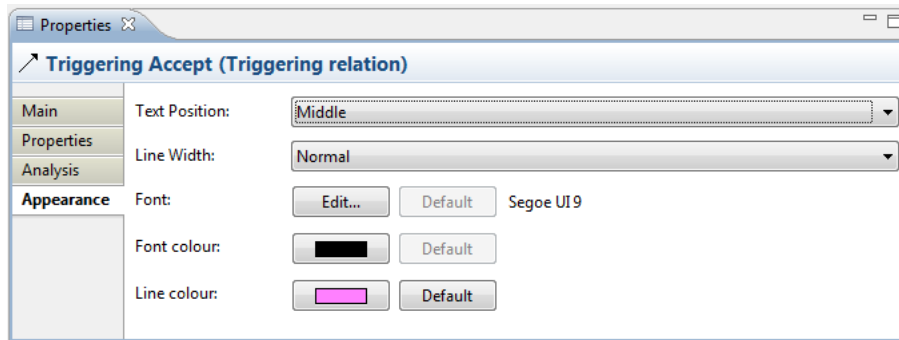 Properties
Triggering Accept (Triggering relation)
Main
Properties
Analysis
Appearance
Text Position:
Middle
Line Width:
Normal
Font:
Edit...
Default
Segoe UI 9
Font colour:
Default
Line colour:
Default